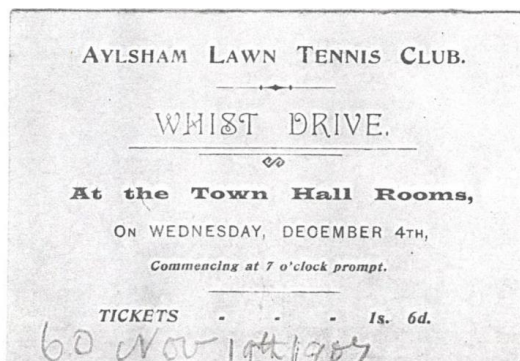 AYLSHAM LAWN TENNIS CLUB.
WHIST DRIVE.
At the Town Hall Rooms,
ON WEDNESDAY, DECEMBER 4TH,
Commencing at 7 o'clock prompt.
TICKETS - - - 1s. 6d.
60 Nov 19th 1907